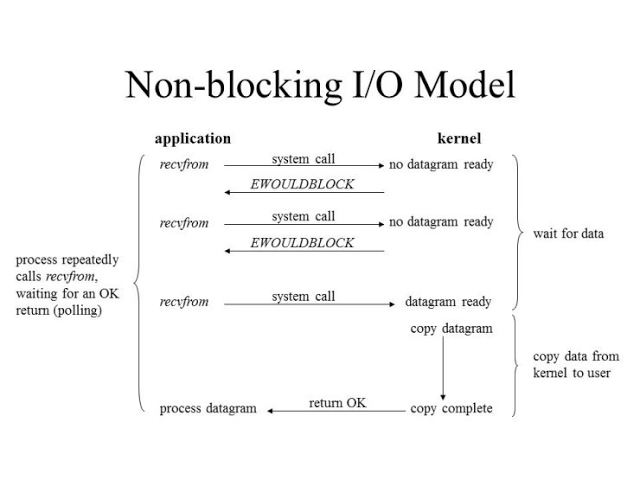 Non-blocking I/O Model
application
kernel
recvfrom
system call
no datagram ready
EWOULDBLOCK
recvfrom
system call
no datagram ready
EWOULDBLOCK
wait for data
process repeatedly
calls recvfrom,
waiting for an OK
return (polling)
recvfrom
system call
datagram ready
copy datagram
copy data from
kernel to user
process datagram
return OK
copy complete